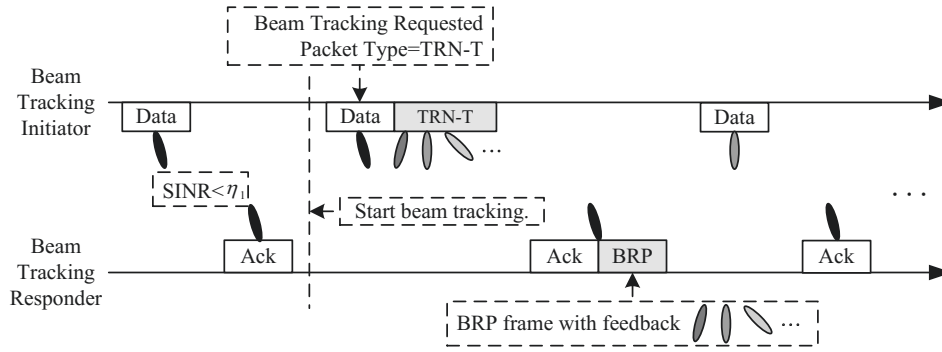 Beam Tracking Requested
Packet Type=TRN-T
Beam
Tracking
Initiator
Data
Data
TRN-T
Data
...
SINR<η₁
Start beam tracking.
...
Beam
Tracking
Responder
Ack
Ack
BRP
Ack
BRP frame with feedback
...